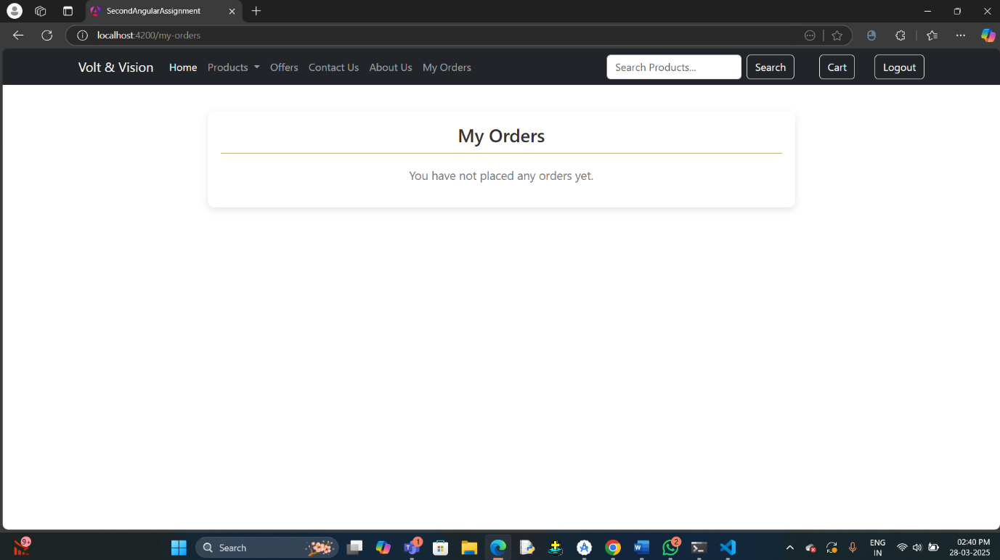 SecondAngularAssignment
localhost:4200/my-orders
Volt & Vision Home Products Offers Contact Us About Us My Orders Search Products... Search Cart Logout
My Orders
You have not placed any orders yet.
9+
Search
1
2
ENG
IN
02:40 PM
28-03-2025